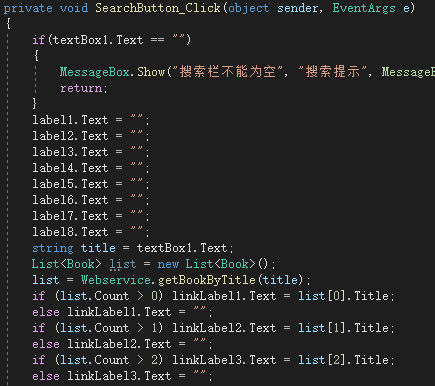 private void SearchButton_Click(object sender, EventArgs e)
{
if(textBox1.Text == "")
{
MessageBox.Show("搜索栏不能为空", "搜索提示", MessageB
return;
}
label1.Text = "";
label2.Text = "";
label3.Text = "";
label4.Text = "";
label5.Text = "";
label6.Text = "";
label7.Text = "";
label8.Text = "";
string title = textBox1.Text;
List<Book> list = new List<Book>();
list = Webservice.getBookByTitle(title);
if (list.Count > 0) linkLabel1.Text = list[0].Title;
else linkLabel1.Text = "";
if (list.Count > 1) linkLabel2.Text = list[1].Title;
else linkLabel2.Text = "";
if (list.Count > 2) linkLabel3.Text = list[2].Title;
else linkLabel3.Text = "";